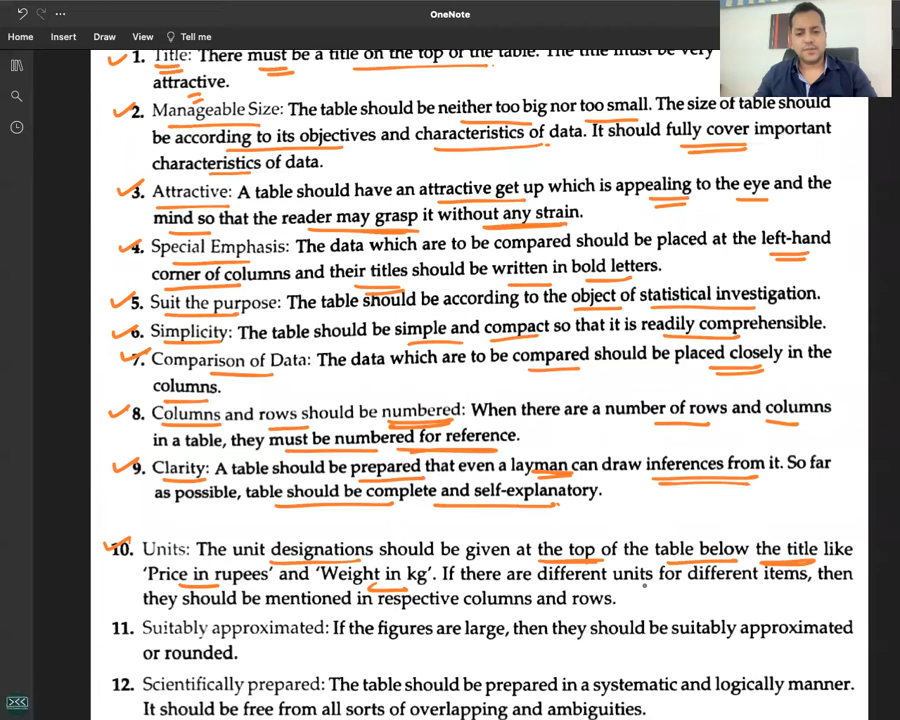 OneNote
Home Insert Draw View Tell me
1. Title: There must be a title on the top of the table. The title must be very
attractive.
2. Manageable Size: The table should be neither too big nor too small. The size of table should
be according to its objectives and characteristics of data. It should fully cover important
characteristics of data.
3. Attractive: A table should have an attractive get up which is appealing to the eye and the
mind so that the reader may grasp it without any strain.
4. Special Emphasis: The data which are to be compared should be placed at the left-hand
corner of columns and their titles should be written in bold letters.
5. Suit the purpose: The table should be according to the object of statistical investigation.
6. Simplicity: The table should be simple and compact so that it is readily comprehensible.
7. Comparison of Data: The data which are to be compared should be placed closely in the
columns.
8. Columns and rows should be numbered: When there are a number of rows and columns
in a table, they must be numbered for reference.
9. Clarity: A table should be prepared that even a layman can draw inferences from it. So far
as possible, table should be complete and self-explanatory.
10. Units: The unit designations should be given at the top of the table below the title like
‘Price in rupees’ and ‘Weight in kg’. If there are different units for different items, then
they should be mentioned in respective columns and rows.
11. Suitably approximated: If the figures are large, then they should be suitably approximated
or rounded.
12. Scientifically prepared: The table should be prepared in a systematic and logically manner.
It should be free from all sorts of overlapping and ambiguities.